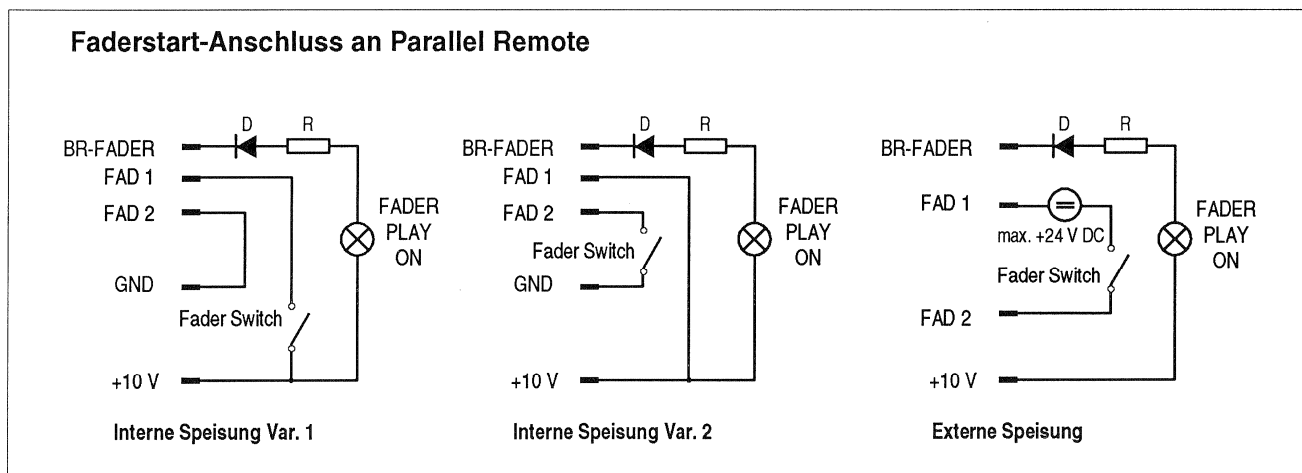 Faderstart-Anschluss an Parallel Remote
D R
BR-FADER
FAD 1
FAD 2
FADER
PLAY
ON
GND
Fader Switch
+10 V
Interne Speisung Var. 1
D R
BR-FADER
FAD 1
FAD 2
FADER
PLAY
ON
Fader Switch
GND
+10 V
Interne Speisung Var. 2
D R
BR-FADER
FAD 1
max. +24 V DC
FADER
PLAY
ON
Fader Switch
FAD 2
+10 V
Externe Speisung